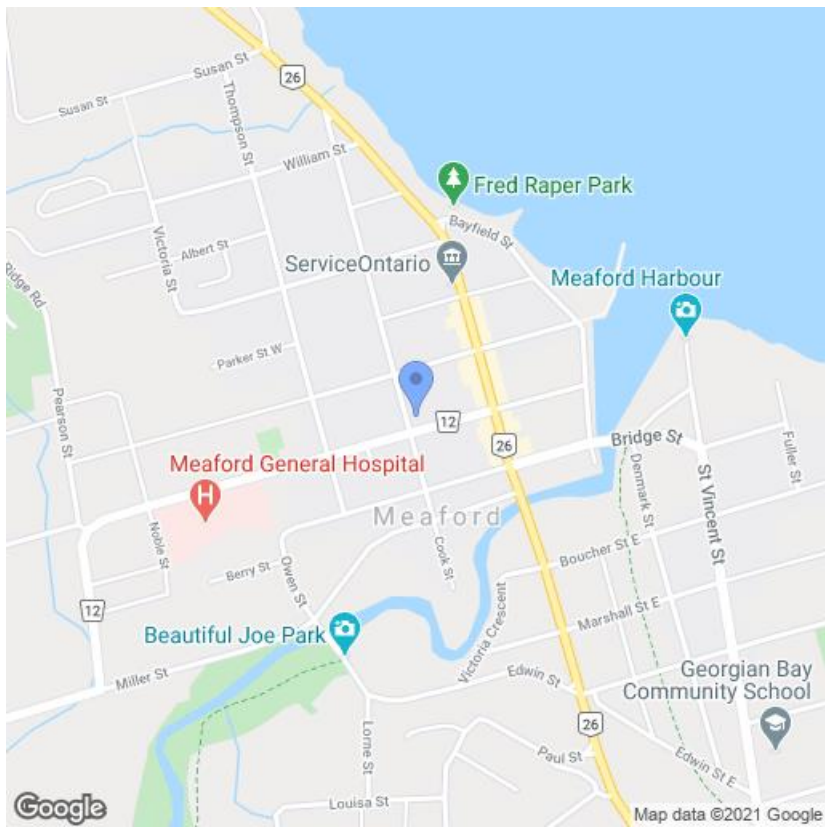 Susan St
26
Susan St
Thompson St
William St
Fred Raper Park
Bayfield St
Victoria St
Albert St
ServiceOntario
Meaford Harbour
Ridge Rd
Parker St W
Pearson St
12
26
Bridge St
Meaford General Hospital
H
Fuller St
Denmark St
St Vincent St
Meaford
Noble St
Cook St
Boucher St E
Berry St
Owen St
12
Marshall St E
Victoria Crescent
Beautiful Joe Park
Miller St
Edwin St
Georgian Bay
Community School
26
Lorne St
Paul St
Edwin St E
Louisa St
Google
Map data ©2021 Google